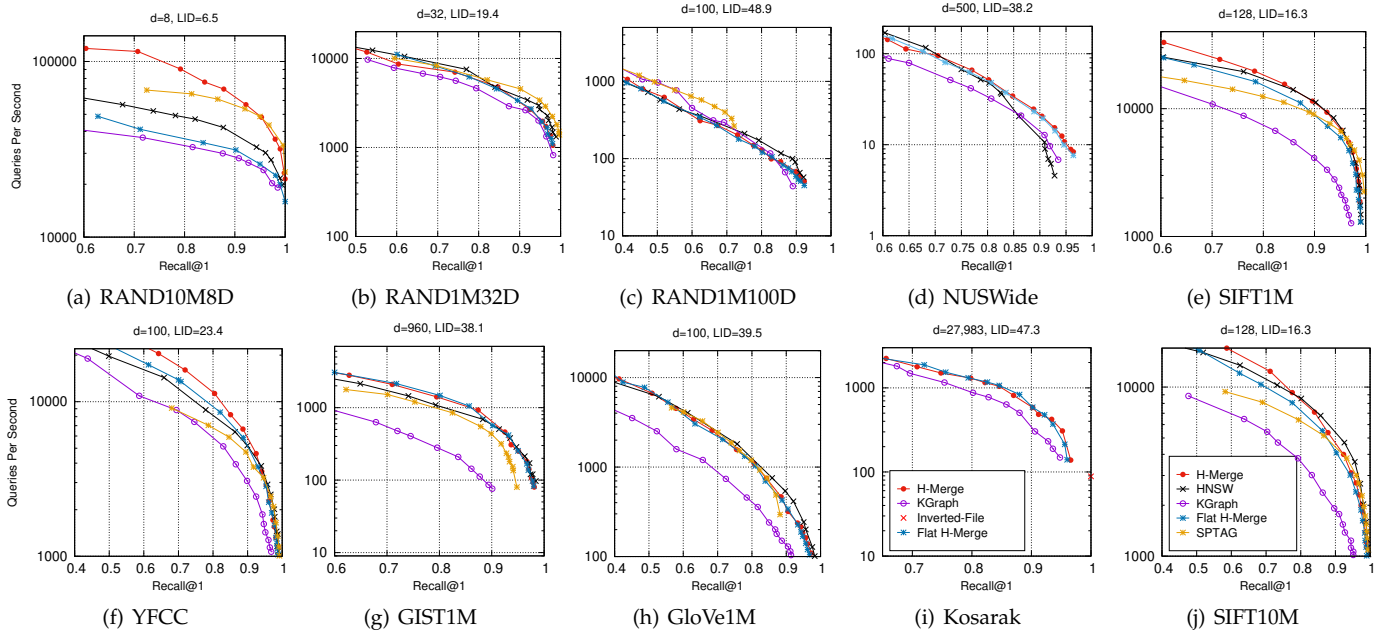 d=8, LID=6.5
100000
10000
Queries Per Second
0.6 0.7 0.8 0.9 1
Recall@1
(a) RAND10M8D
d=32, LID=19.4
10000
1000
100
0.5 0.6 0.7 0.8 0.9 1
Recall@1
(b) RAND1M32D
d=100, LID=48.9
1000
100
10
0.4 0.5 0.6 0.7 0.8 0.9 1
Recall@1
(c) RAND1M100D
d=500, LID=38.2
100
10
1
0.6 0.65 0.7 0.75 0.8 0.85 0.9 0.95 1
Recall@1
(d) NUSWide
d=128, LID=16.3
10000
1000
0.6 0.7 0.8 0.9 1
Recall@1
(e) SIFT1M
d=100, LID=23.4
10000
1000
Queries Per Second
0.4 0.5 0.6 0.7 0.8 0.9 1
Recall@1
(f) YFCC
d=960, LID=38.1
1000
100
10
0.6 0.7 0.8 0.9 1
Recall@1
(g) GIST1M
d=100, LID=39.5
1000
100
0.4 0.5 0.6 0.7 0.8 0.9 1
Recall@1
(h) GloVe1M
d=27,983, LID=47.3
1000
100
10
H-Merge
KGraph
Inverted-File
Flat H-Merge
0.7 0.8 0.9 1
Recall@1
(i) Kosarak
d=128, LID=16.3
10000
1000
H-Merge
HNSW
KGraph
Flat H-Merge
SPTAG
0.4 0.5 0.6 0.7 0.8 0.9 1
Recall@1
(j) SIFT10M